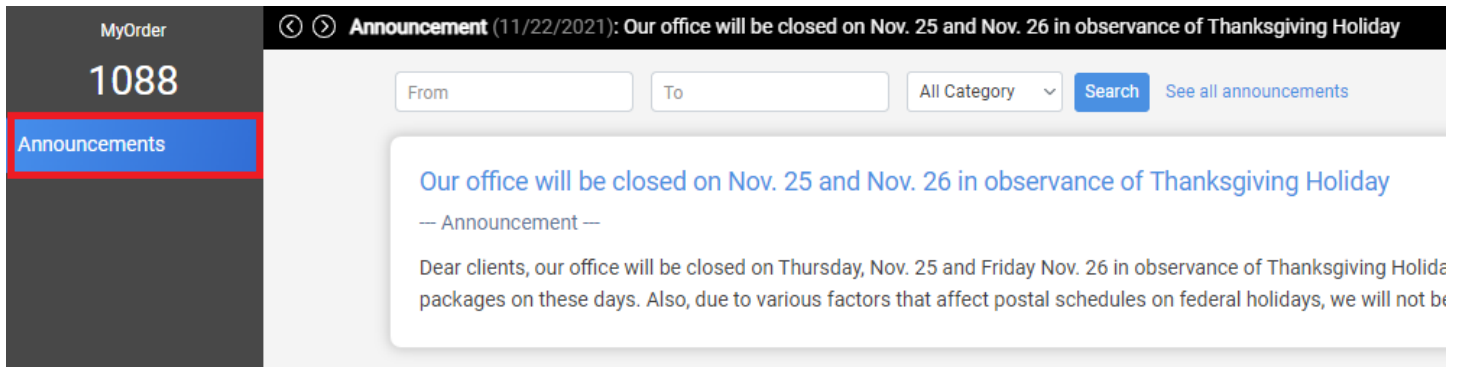 MyOrder
1088
Announcements
Announcement (11/22/2021): Our office will be closed on Nov. 25 and Nov. 26 in observance of Thanksgiving Holiday
From To All Category Search See all announcements
Our office will be closed on Nov. 25 and Nov. 26 in observance of Thanksgiving Holiday
--- Announcement ---
Dear clients, our office will be closed on Thursday, Nov. 25 and Friday Nov. 26 in observance of Thanksgiving
packages on these days. Also, due to various factors that affect postal schedules on federal holidays, we will not